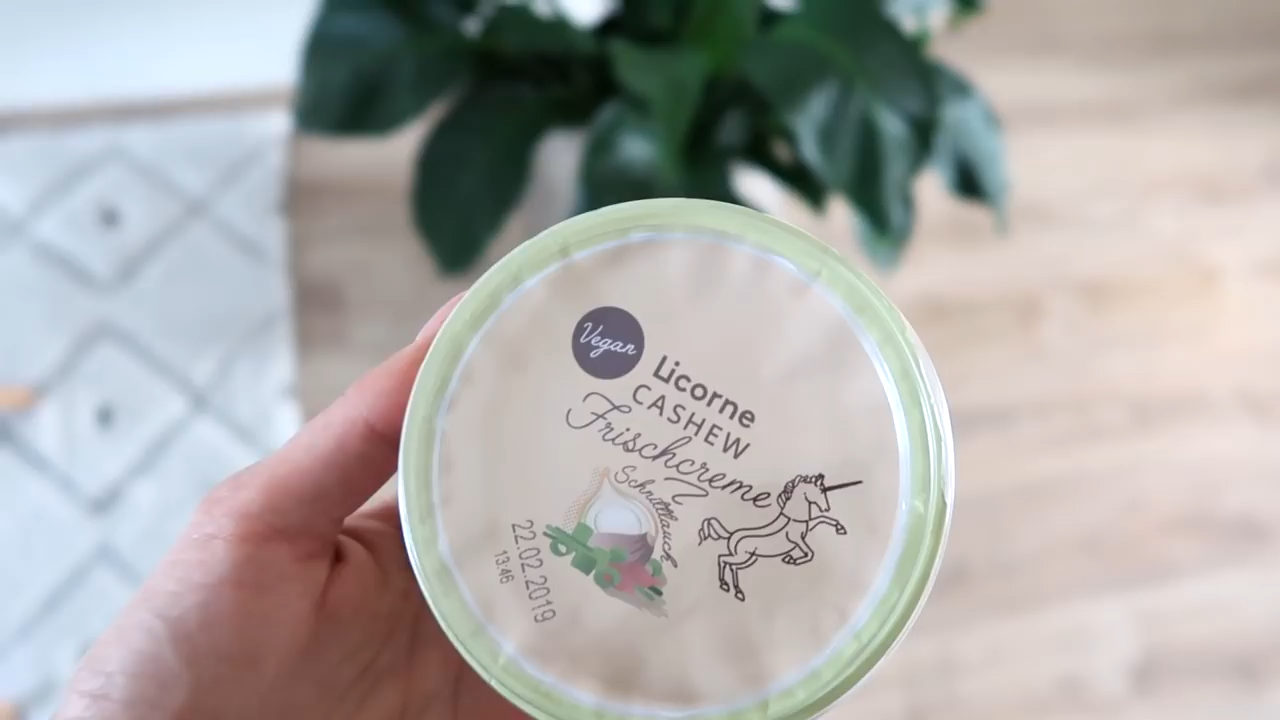 Vegan
Licorne
CASHEW
Frischcreme
Schnittlauch
22.02.2019
13:46